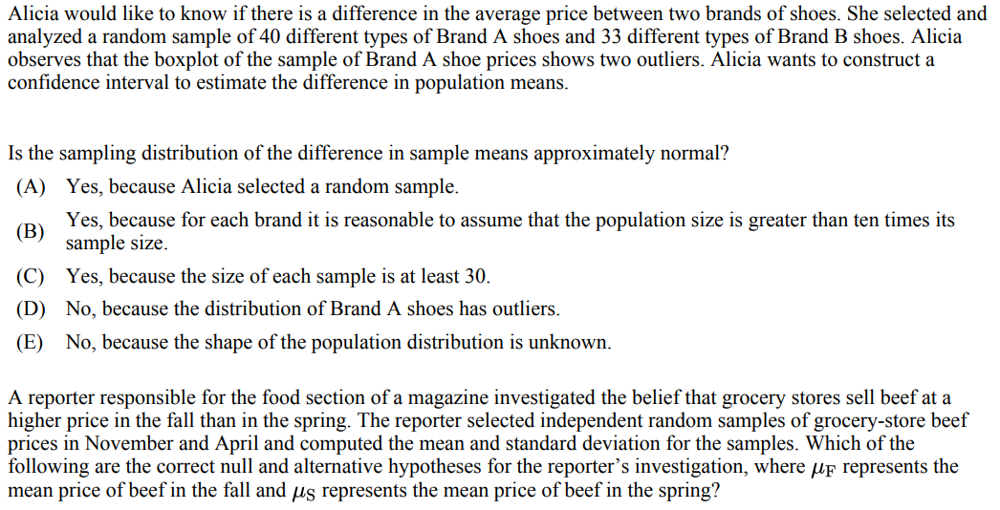 Alicia would like to know if there is a difference in the average price between two brands of shoes. She selected and
analyzed a random sample of 40 different types of Brand A shoes and 33 different types of Brand B shoes. Alicia
observes that the boxplot of the sample of Brand A shoe prices shows two outliers. Alicia wants to construct a
confidence interval to estimate the difference in population means.
Is the sampling distribution of the difference in sample means approximately normal?
(A) Yes, because Alicia selected a random sample.
(B) Yes, because for each brand it is reasonable to assume that the population size is greater than ten times its
sample size.
(C) Yes, because the size of each sample is at least 30.
(D) No, because the distribution of Brand A shoes has outliers.
(E) No, because the shape of the population distribution is unknown.
A reporter responsible for the food section of a magazine investigated the belief that grocery stores sell beef at a
higher price in the fall than in the spring. The reporter selected independent random samples of grocery-store beef
prices in November and April and computed the mean and standard deviation for the samples. Which of the
following are the correct null and alternative hypotheses for the reporter’s investigation, where μF represents the
mean price of beef in the fall and μS represents the mean price of beef in the spring?